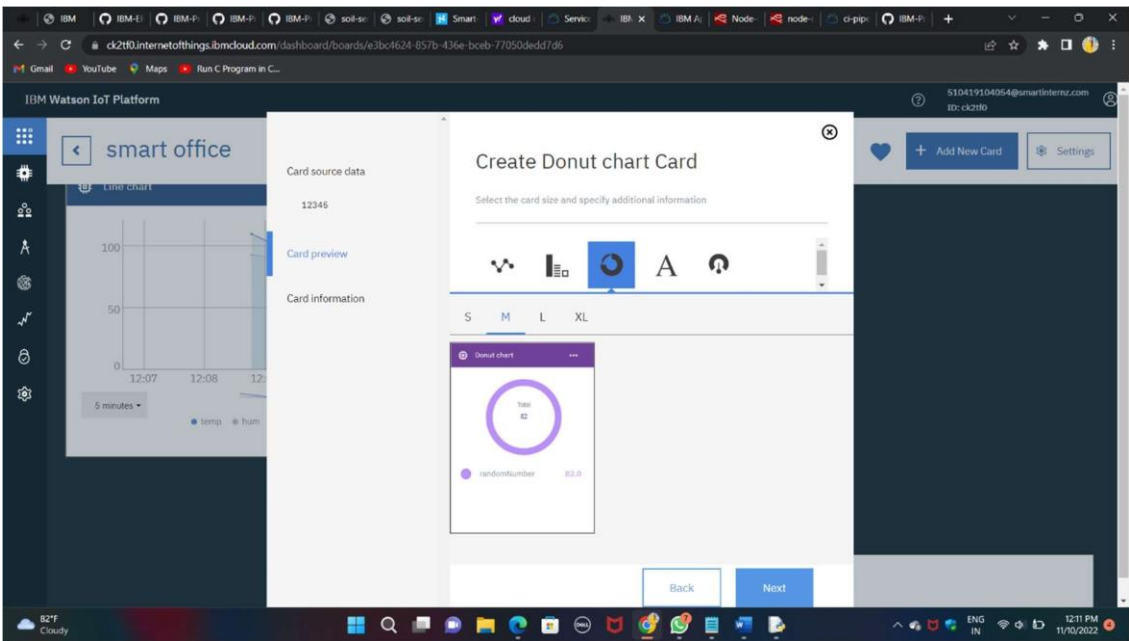 IBM
IBM-El
IBM-Pr
IBM-Pr
IBM-Pr
soil-se
soil-se
Smart
cloud
Service
IBM
IBM A
Node-
node-
ci-pipe
IBM-P
ck2tf0.internetofthings.ibmcloud.com/dashboard/boards/e3bc4624-857b-436e-bceb-77050dedd7d6
Gmail
YouTube
Maps
Run C Program in C...
IBM Watson IoT Platform
510419104054@smartinternz.com
ID: ck2tf0
smart office
+ Add New Card
Settings
Line chart
100
50
0
12:07
12:08
12:
5 minutes
temp
hum
Card source data
12346
Card preview
Card information
Create Donut chart Card
Select the card size and specify additional information
A
S
M
L
XL
Donut chart
Total
82
randomNumber
82.0
Back
Next
82°F
Cloudy
ENG
IN
12:11 PM
11/10/2022